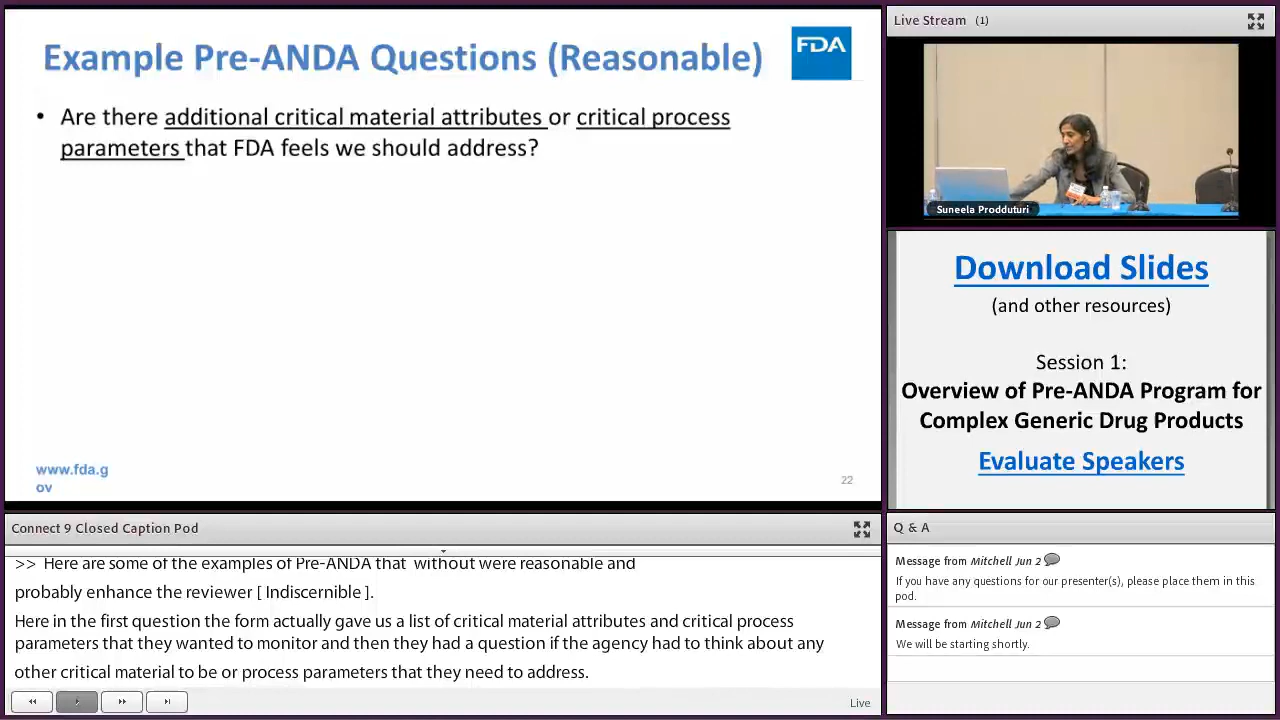 Example Pre-ANDA Questions (Reasonable)
FDA
• Are there additional critical material attributes or critical process
parameters that FDA feels we should address?
www.fda.g
ov
22
Live Stream (1)
Suneela Prodduturi
Download Slides
(and other resources)
Session 1:
Overview of Pre-ANDA Program for
Complex Generic Drug Products
Evaluate Speakers
Connect 9 Closed Caption Pod
>> Here are some of the examples of Pre-ANDA that without were reasonable and
probably enhance the reviewer [ Indiscernible ].
Here in the first question the form actually gave us a list of critical material attributes and critical process
parameters that they wanted to monitor and then they had a question if the agency had to think about any
other critical material to be or process parameters that they need to address.
Live
Q & A
Message from Mitchell Jun 2
If you have any questions for our presenter(s), please place them in this
pod.
Message from Mitchell Jun 2
We will be starting shortly.